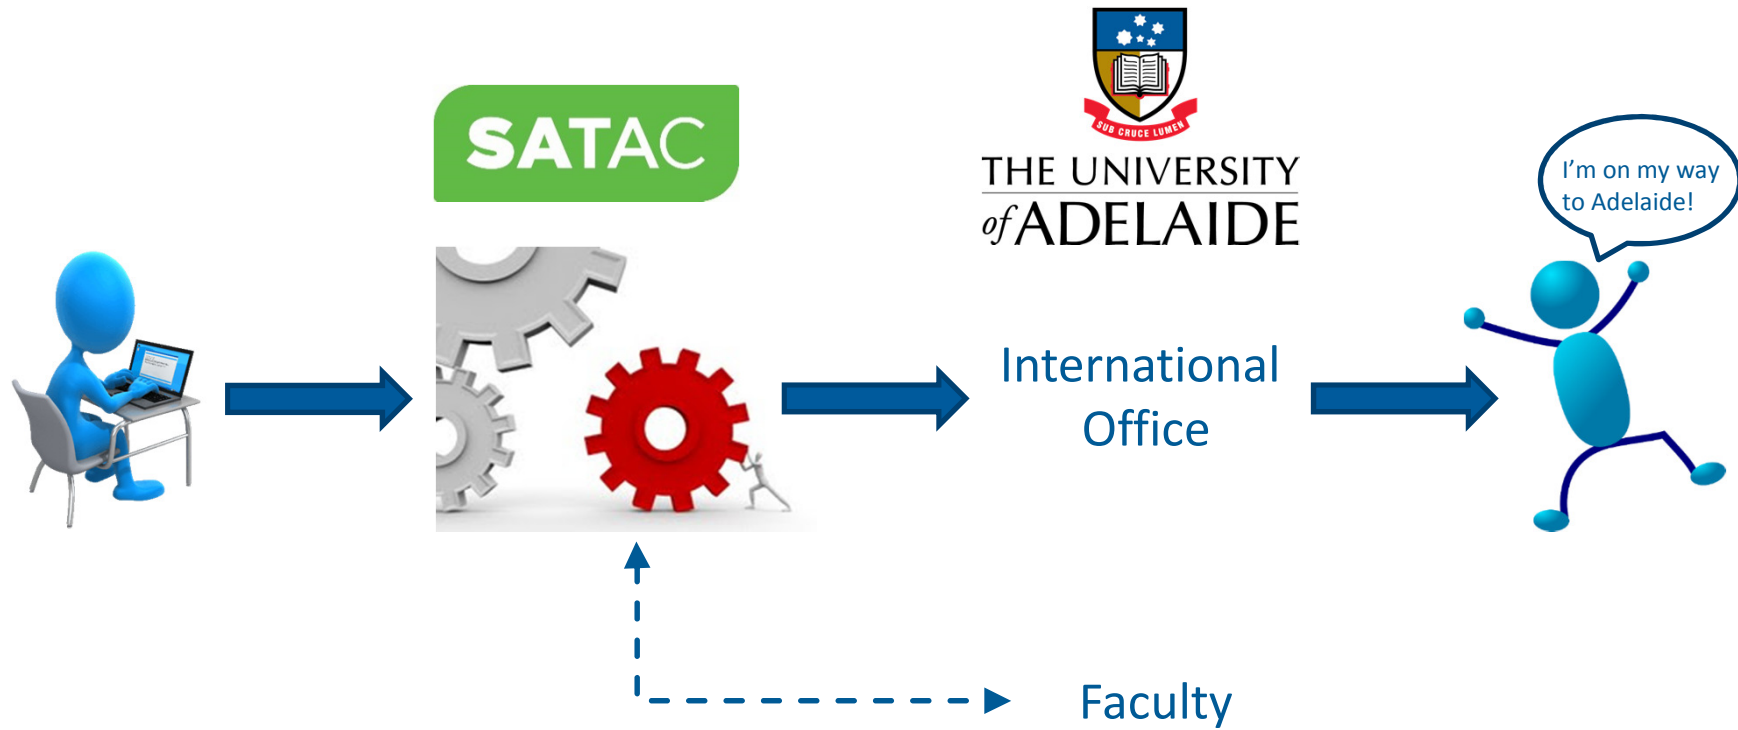 SATAC
SUB CRUCE LUMEN
THE UNIVERSITY
of ADELAIDE
I'm on my way
to Adelaide!
International
Office
Faculty